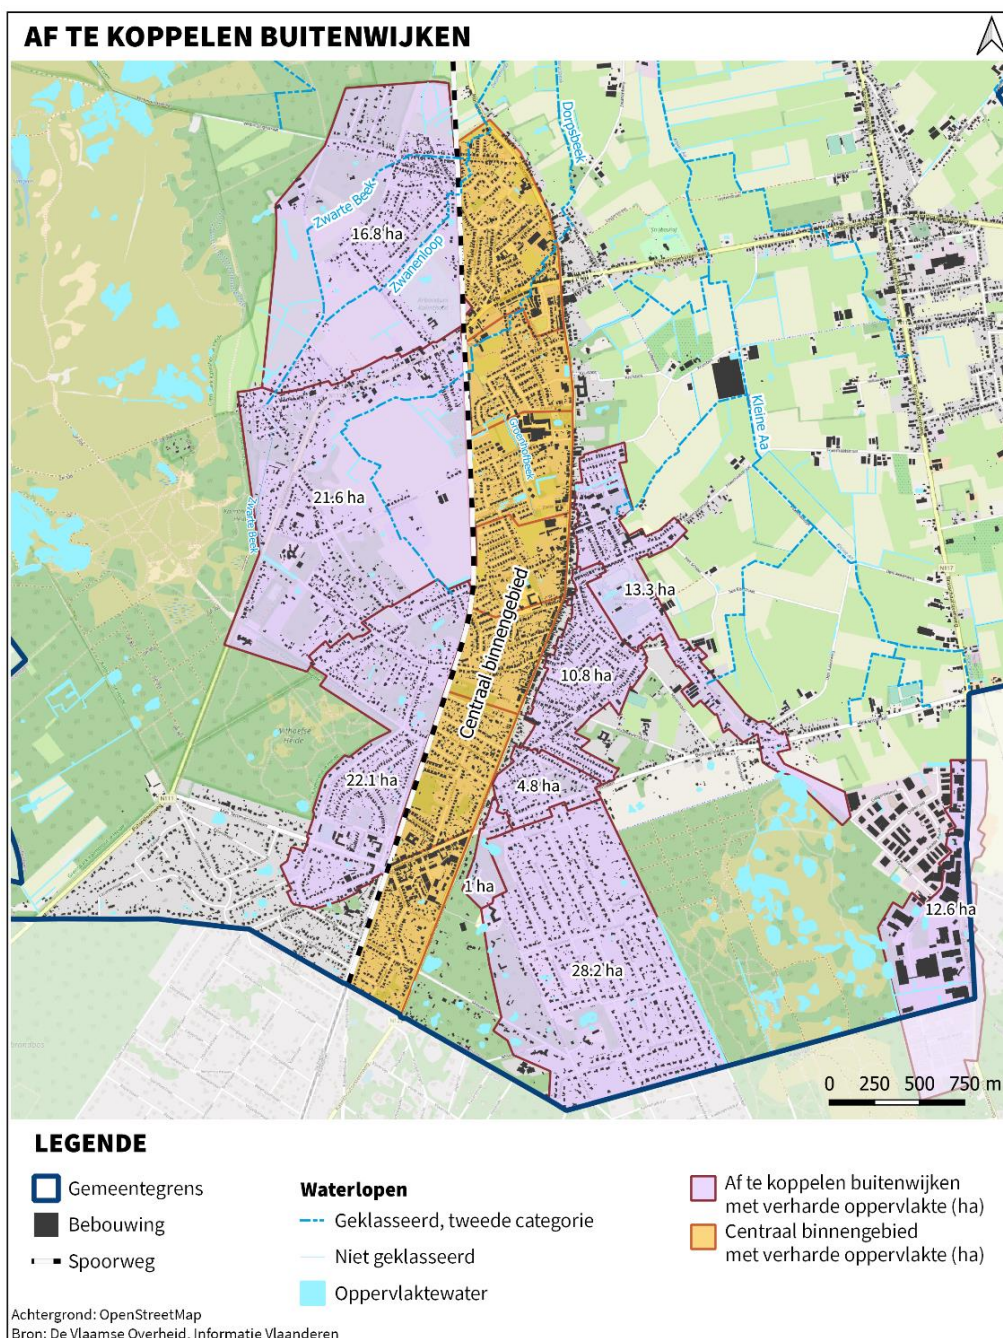 AF TE KOPPELEN BUITENWIJKEN
Dorpsbeek
Zwarte Beek
16.8 ha
Zwanenloop
Kleine Aa
Groenhofbeek
21.6 ha
Zwarte Beek
Centraal binnengebied
13.3 ha
N117
10.8 ha
22.1 ha
4.8 ha
N111
1 ha
12.6 ha
28.2 ha
0 250 500 750 m
LEGENDE
Gemeentegrens
Bebouwing
Spoorweg
Waterlopen
Geklasseerd, tweede categorie
Niet geklasseerd
Oppervlaktewater
Af te koppelen buitenwijken
met verharde oppervlakte (ha)
Centraal binnengebied
met verharde oppervlakte (ha)
Achtergrond: OpenStreetMap
Bron: De Vlaamse Overheid, Informatie Vlaanderen